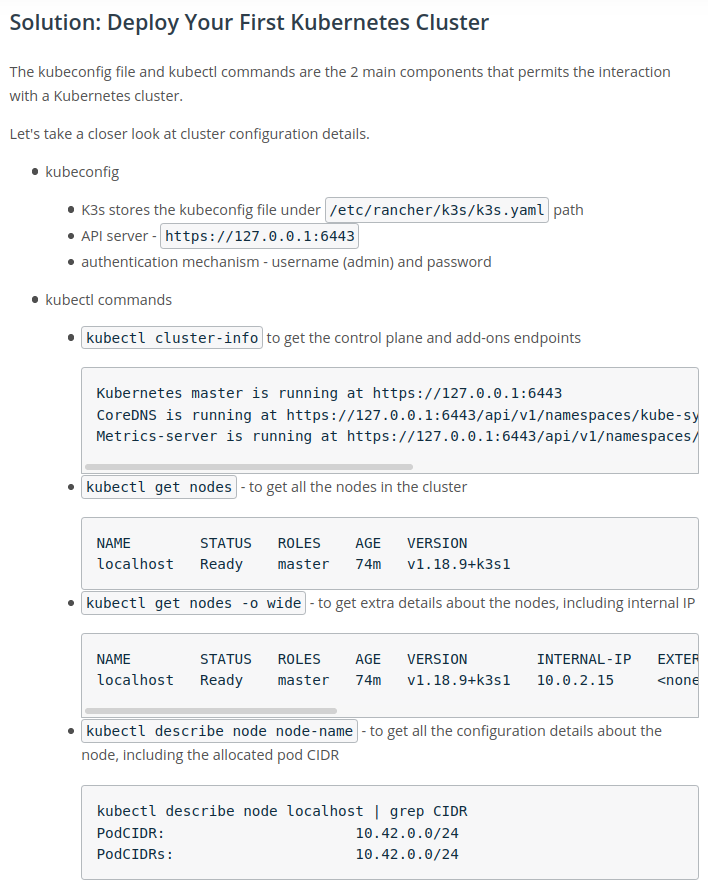 Solution: Deploy Your First Kubernetes Cluster
The kubeconfig file and kubectl commands are the 2 main components that permits the interaction
with a Kubernetes cluster.
Let's take a closer look at cluster configuration details.
kubeconfig
K3s stores the kubeconfig file under /etc/rancher/k3s/k3s.yaml path
API server - https://127.0.0.1:6443
authentication mechanism - username (admin) and password
kubectl commands
kubectl cluster-info to get the control plane and add-ons endpoints
Kubernetes master is running at https://127.0.0.1:6443
CoreDNS is running at https://127.0.0.1:6443/api/v1/namespaces/kube-sy
Metrics-server is running at https://127.0.0.1:6443/api/v1/namespaces/
kubectl get nodes - to get all the nodes in the cluster
NAME STATUS ROLES AGE VERSION
localhost Ready master 74m v1.18.9+k3s1
kubectl get nodes -o wide - to get extra details about the nodes, including internal IP
NAME STATUS ROLES AGE VERSION INTERNAL-IP EXTER
localhost Ready master 74m v1.18.9+k3s1 10.0.2.15 <none
kubectl describe node node-name - to get all the configuration details about the
node, including the allocated pod CIDR
kubectl describe node localhost | grep CIDR
PodCIDR: 10.42.0.0/24
PodCIDRs: 10.42.0.0/24